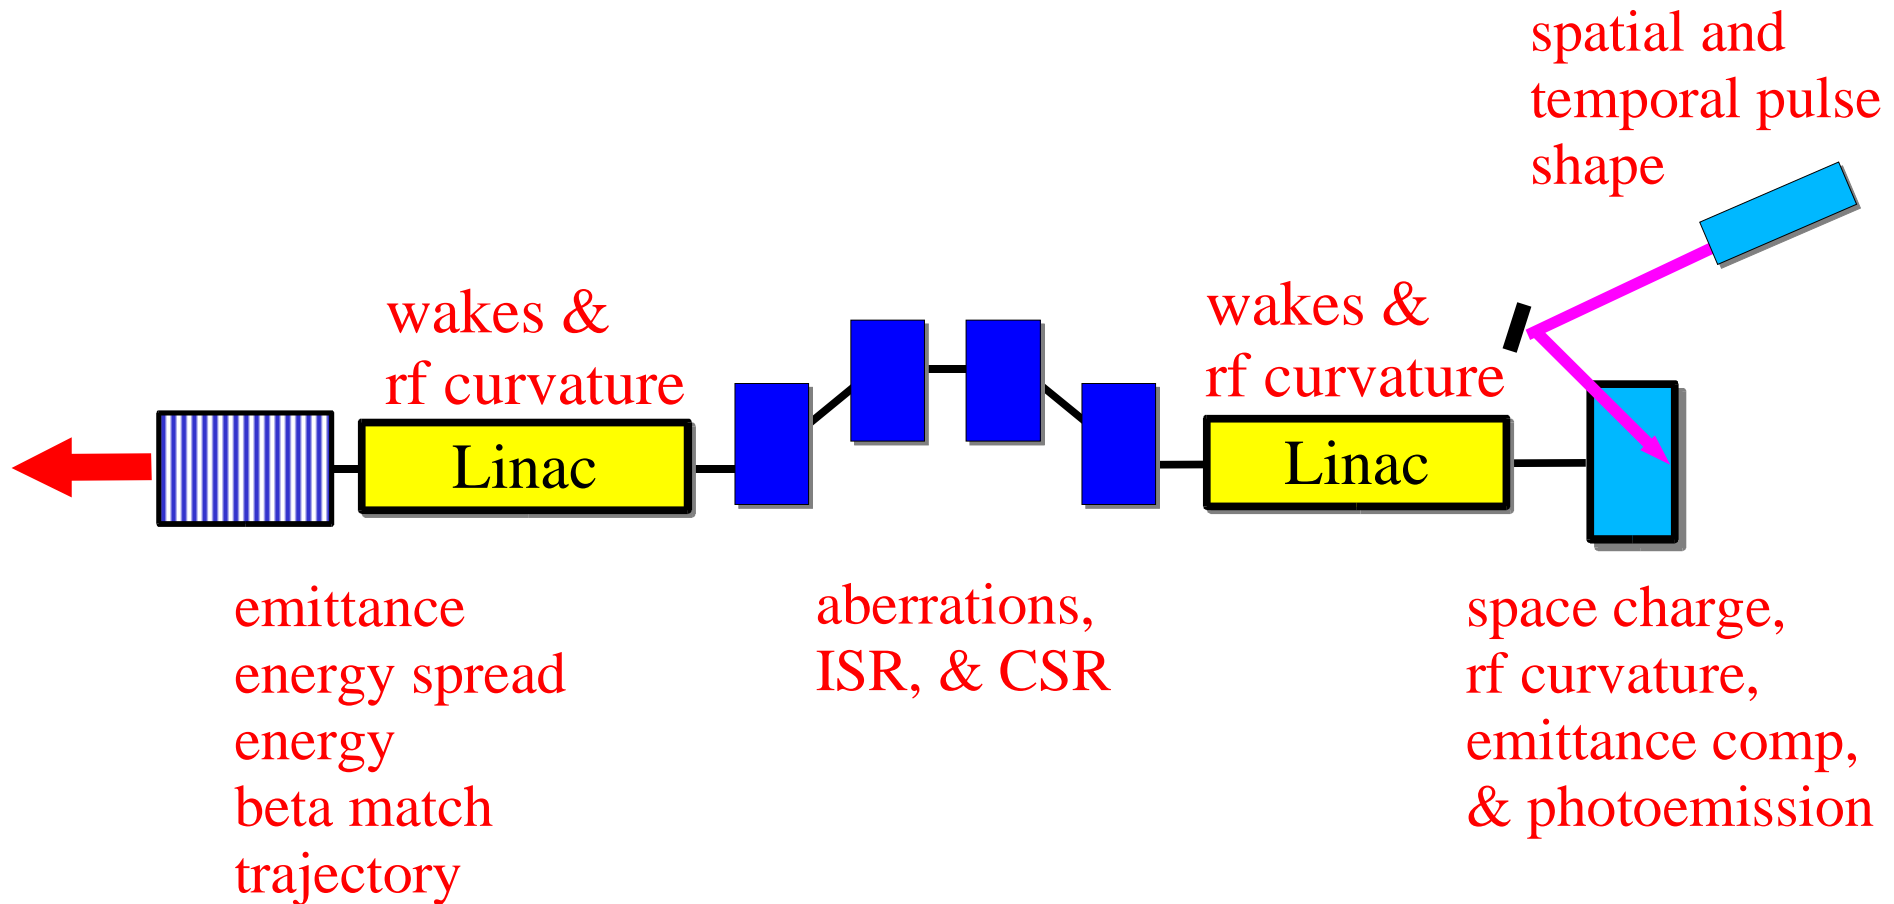 spatial and
temporal pulse
shape
wakes &
rf curvature
wakes &
rf curvature
Linac
Linac
emittance
energy spread
energy
beta match
trajectory
aberrations,
ISR, & CSR
space charge,
rf curvature,
emittance comp,
& photoemission